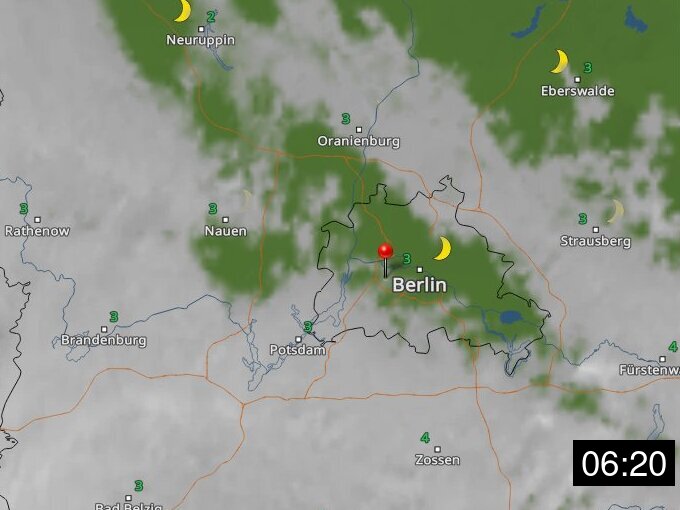 2
Neuruppin
3
Eberswalde
3
Oranienburg
3
Rathenow
3
Nauen
3
Strausberg
3
Berlin
3
Brandenburg
3
Potsdam
4
Fürstenwa
4
Zossen
06:20
3
Bad Belzig